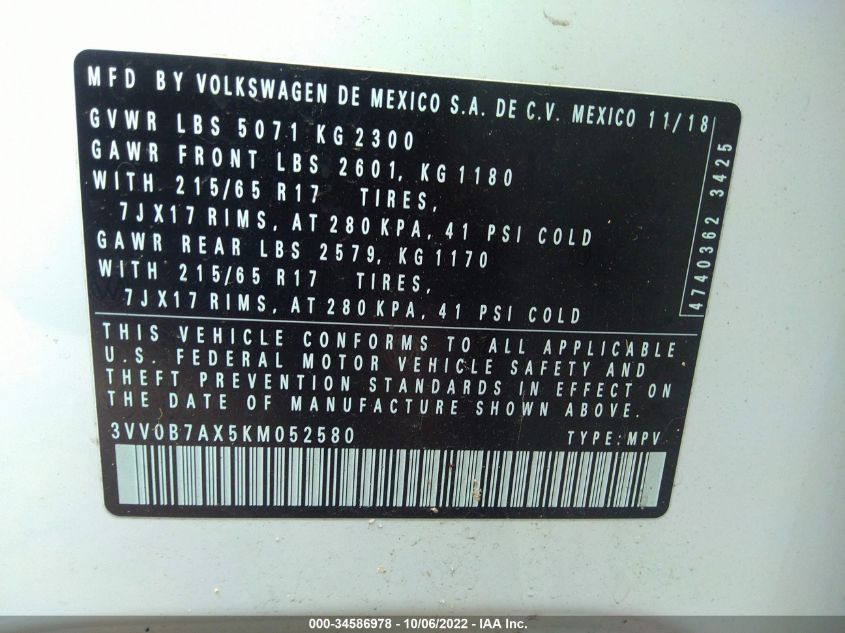 MFD BY VOLKSWAGEN DE MEXICO S.A. DE C.V. MEXICO 11/18
GVWR LBS 5071 KG 2300
GAWR FRONT LBS 2601, KG 1180
WITH 215/65 R17 TIRES,
7JX17 RIMS, AT 280 KPA, 41 PSI COLD
GAWR REAR LBS 2579, KG 1170
WITH 215/65 R17 TIRES,
7JX17 RIMS, AT 280 KPA, 41 PSI COLD
4740362 3425
THIS VEHICLE CONFORMS TO ALL APPLICABLE
U.S. FEDERAL MOTOR VEHICLE SAFETY AND
THEFT PREVENTION STANDARDS IN EFFECT ON
THE DATE OF MANUFACTURE SHOWN ABOVE.
3VV0B7AX5KM052580 TYPE: MPV
000-34586978 - 10/06/2022 - IAA Inc.